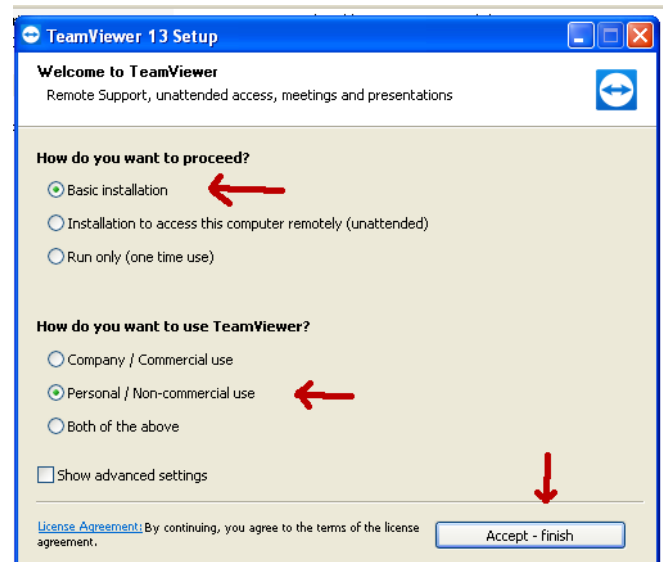 TeamViewer 13 Setup
Welcome to TeamViewer
Remote Support, unattended access, meetings and presentations
How do you want to proceed?
Basic installation
Installation to access this computer remotely (unattended)
Run only (one time use)
How do you want to use TeamViewer?
Company / Commercial use
Personal / Non-commercial use
Both of the above
Show advanced settings
License Agreement: By continuing, you agree to the terms of the license
agreement.
Accept - finish